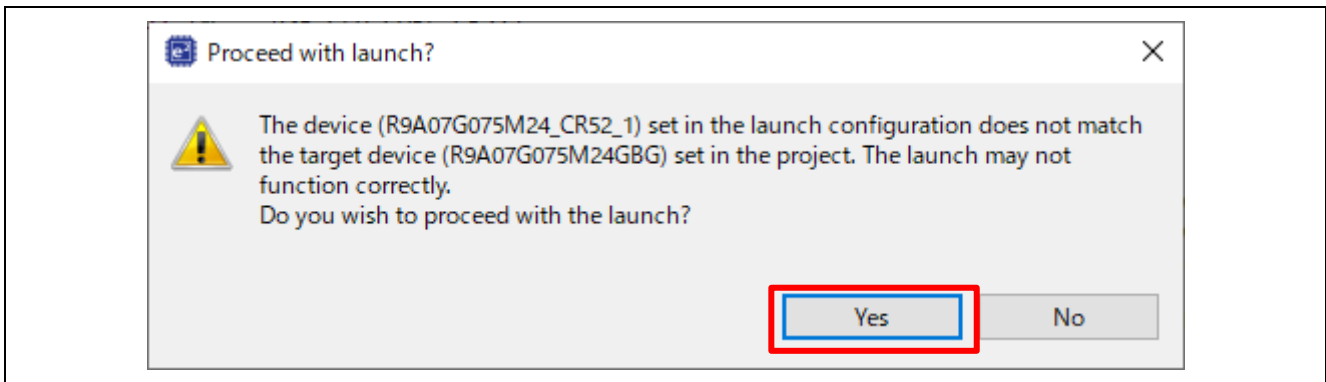 Proceed with launch?
The device (R9A07G075M24_CR52_1) set in the launch configuration does not match
the target device (R9A07G075M24GBG) set in the project. The launch may not
function correctly.
Do you wish to proceed with the launch?
Yes No